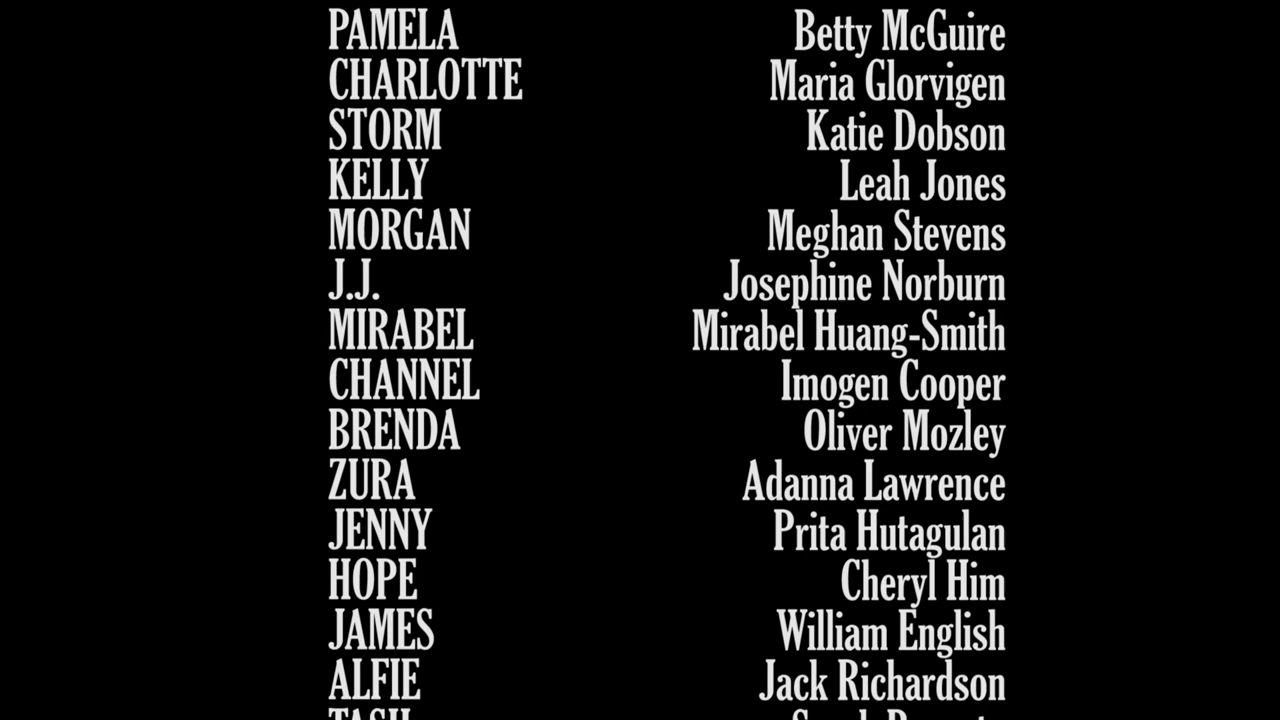 PAMELA Betty McGuire
CHARLOTTE Maria Glorvigen
STORM Katie Dobson
KELLY Leah Jones
MORGAN Meghan Stevens
J.J. Josephine Norburn
MIRABEL Mirabel Huang-Smith
CHANNEL Imogen Cooper
BRENDA Oliver Mozley
ZURA Adanna Lawrence
JENNY Prita Hutagulan
HOPE Cheryl Him
JAMES William English
ALFIE Jack Richardson